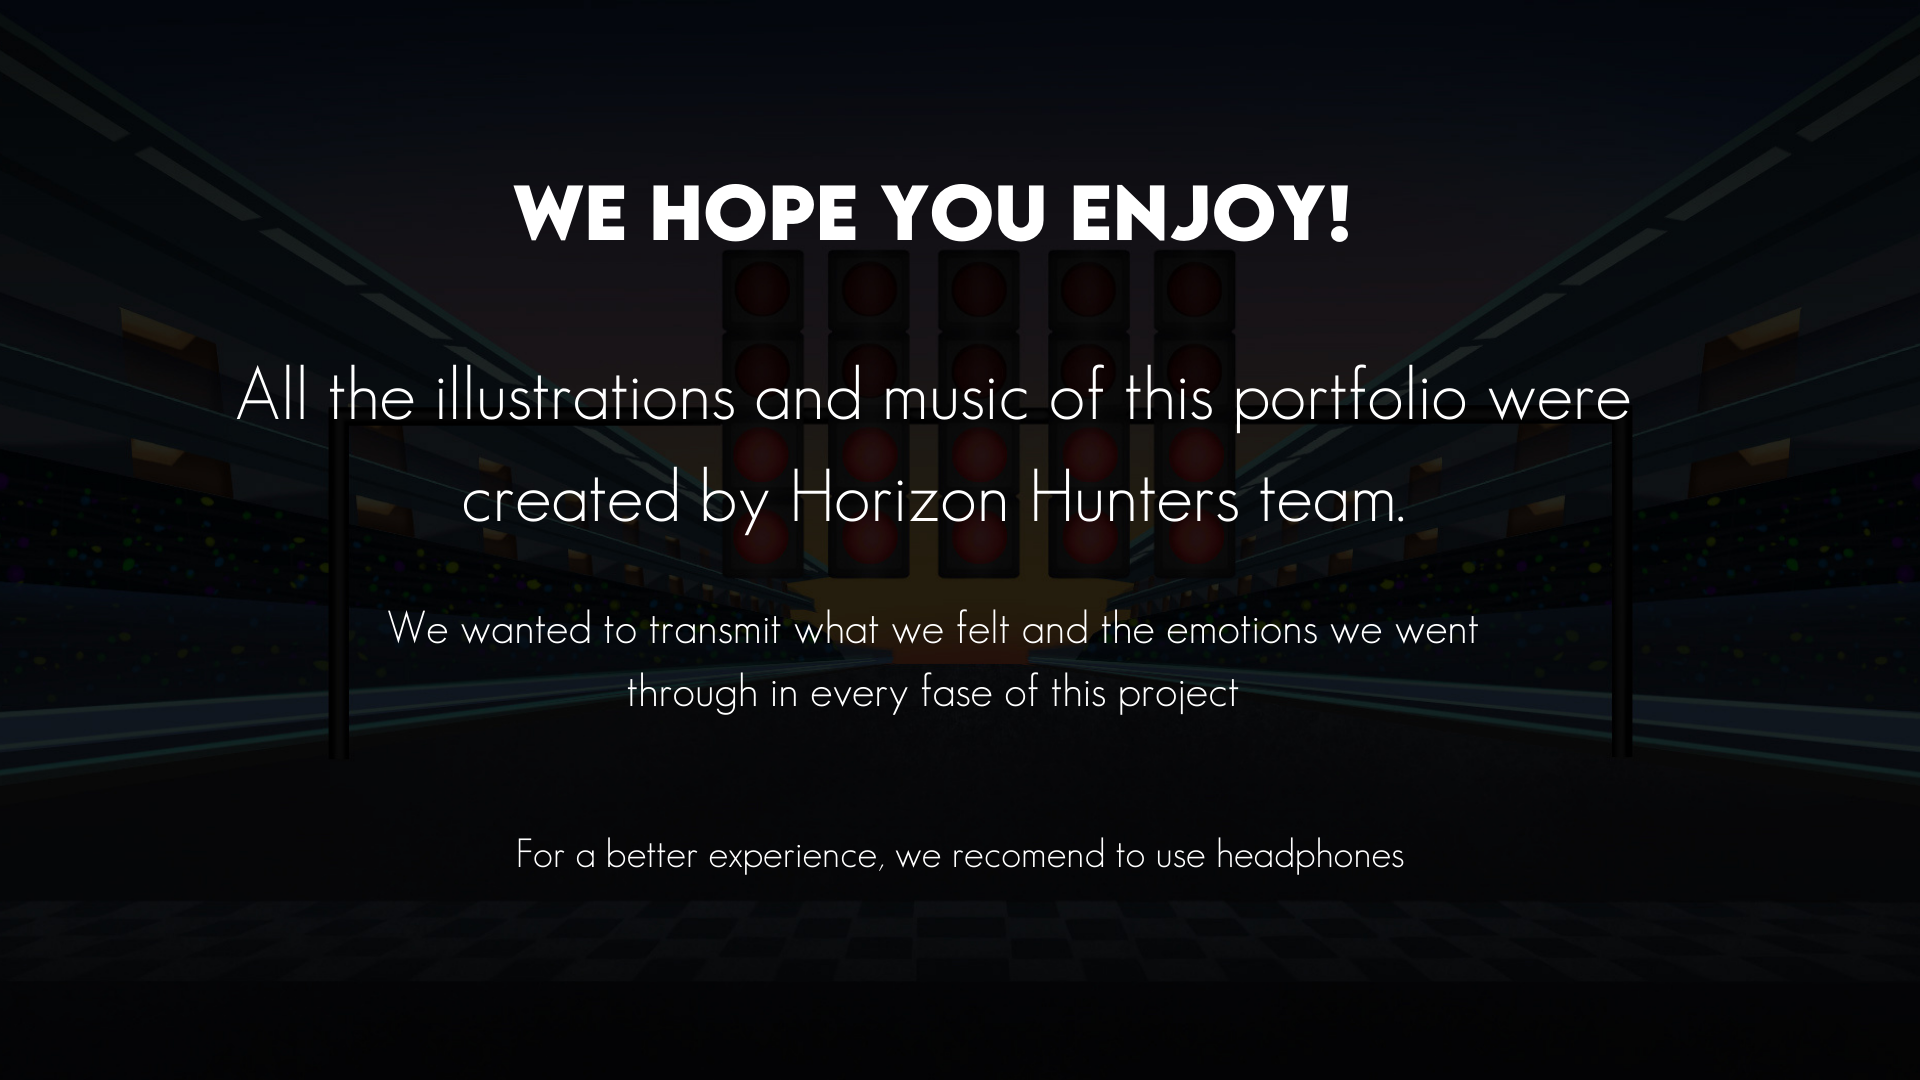 WE HOPE YOU ENJOY!
All the illustrations and music of this portfolio were
created by Horizon Hunters team.
We wanted to transmit what we felt and the emotions we went
through in every fase of this project
For a better experience, we recomend to use headphones